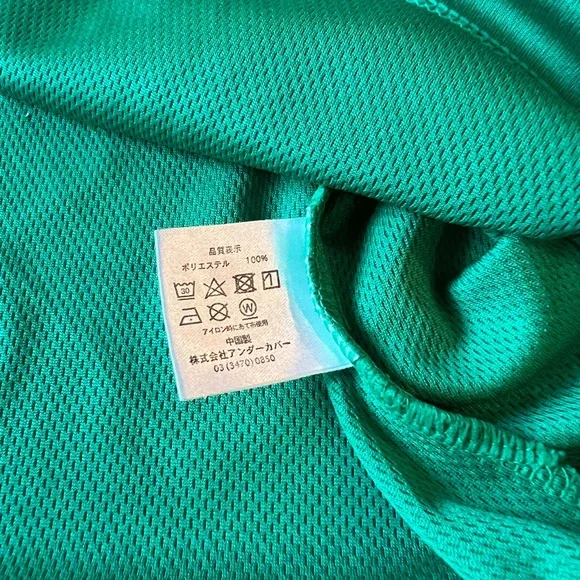 品質表示
ポリエステル 100%
30
W
アイロン時にあて布使用
中国製
株式会社アンダーカバー
03(3470)0850